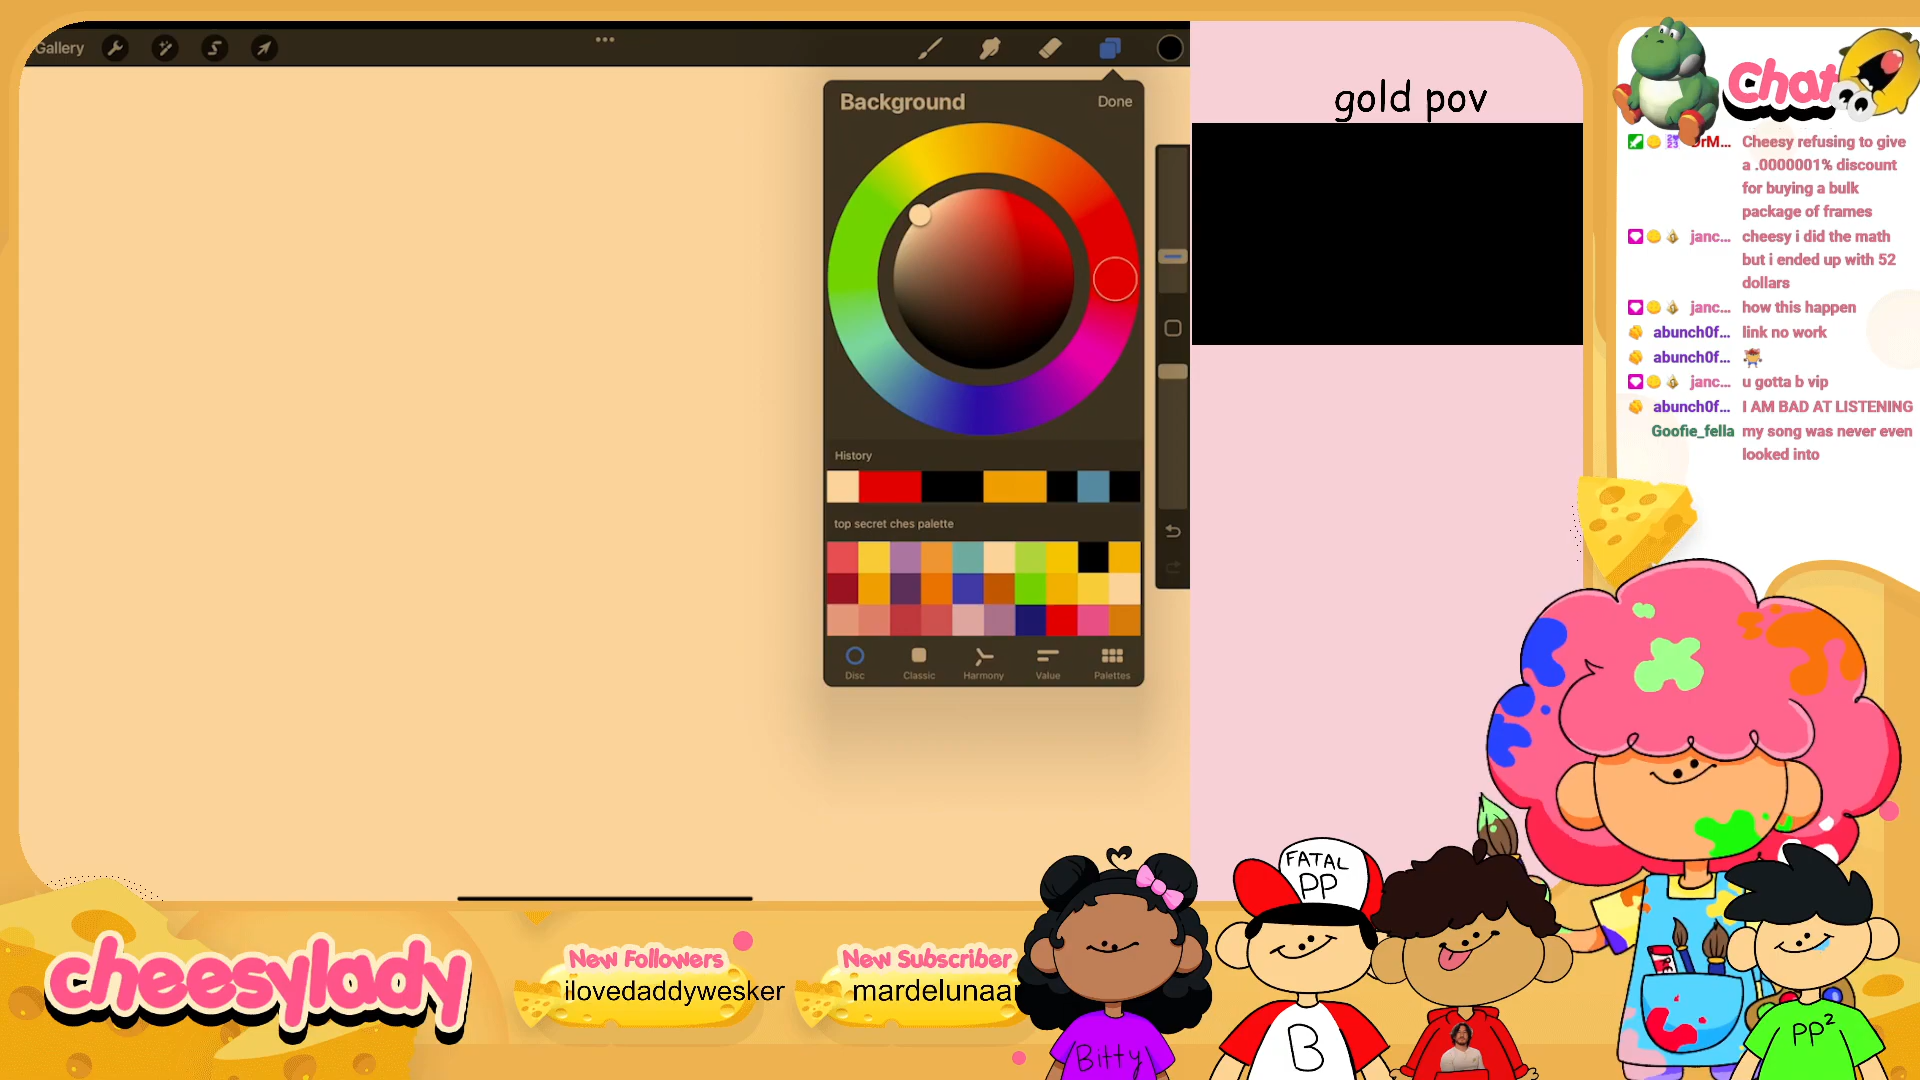 Gallery
Background
Done
History
top secret ches palette
Disc
Classic
Harmony
Value
Palettes
gold pov
Chat
DrM... Cheesy refusing to give
a .0000001% discount
for buying a bulk
package of frames
janc... cheesy i did the math
but i ended up with 52
dollars
janc... how this happen
abunch0f... link no work
abunch0f...
janc... u gotta b vip
abunch0f... I AM BAD AT LISTENING
Goofie_fella my song was never even
looked into
cheesylady
New Followers
ilovedaddywesker
New Subscriber
mardelunaar
Bitty
FATAL
PP
B
PP²